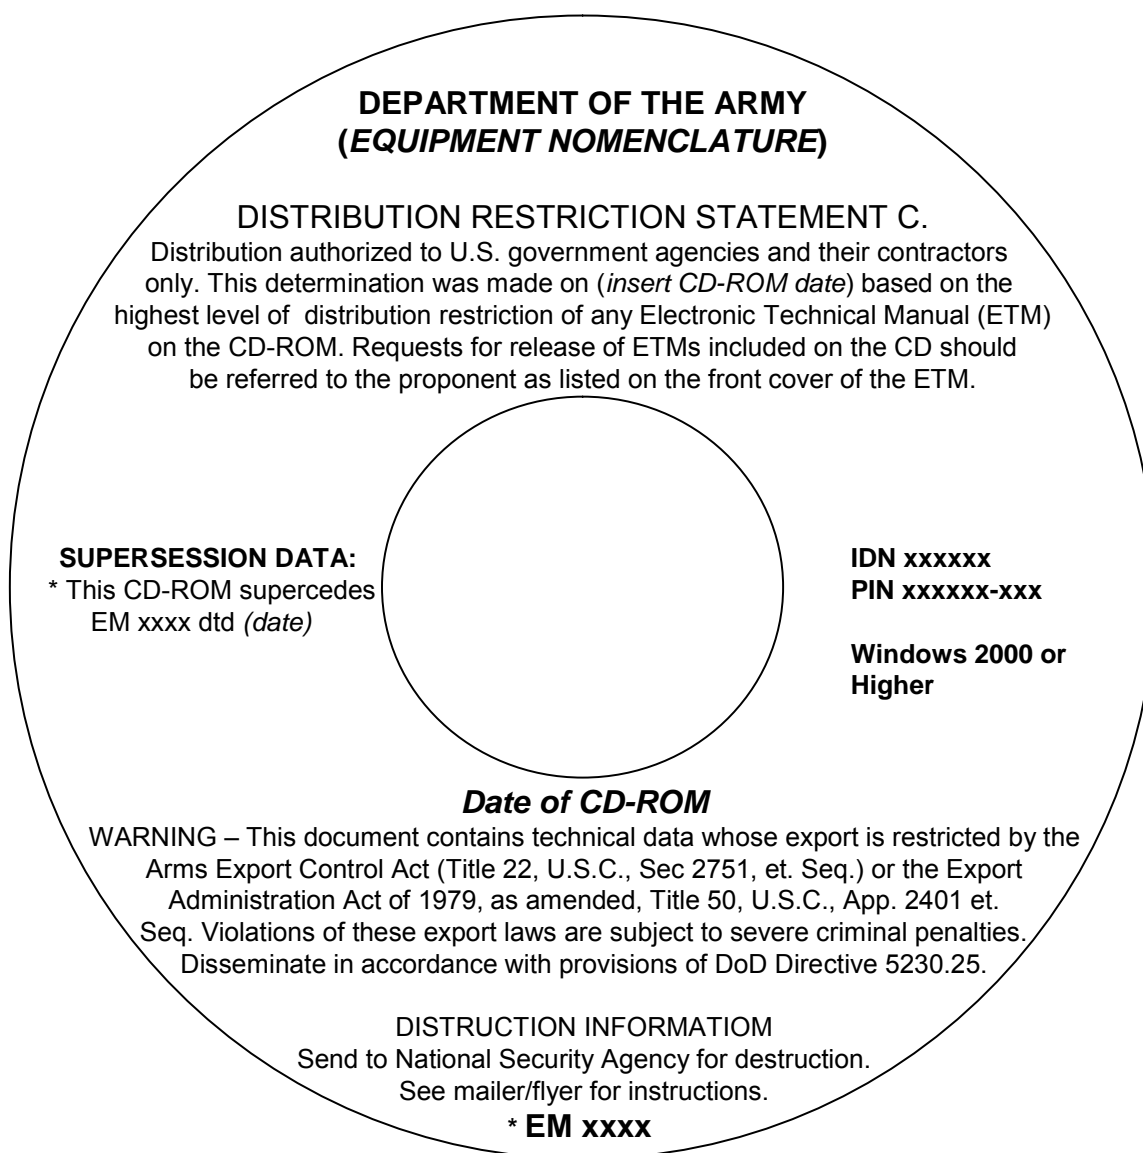 DEPARTMENT OF THE ARMY
(EQUIPMENT NOMENCLATURE)
DISTRIBUTION RESTRICTION STATEMENT C.
Distribution authorized to U.S. government agencies and their contractors
only. This determination was made on (insert CD-ROM date) based on the
highest level of distribution restriction of any Electronic Technical Manual (ETM)
on the CD-ROM. Requests for release of ETMs included on the CD should
be referred to the proponent as listed on the front cover of the ETM.
SUPERSESSION DATA:
* This CD-ROM supercedes
EM xxxx dtd (date)
IDN xxxxxx
PIN xxxxxx-xxx
Windows 2000 or
Higher
Date of CD-ROM
WARNING – This document contains technical data whose export is restricted by the
Arms Export Control Act (Title 22, U.S.C., Sec 2751, et. Seq.) or the Export
Administration Act of 1979, as amended, Title 50, U.S.C., App. 2401 et.
Seq. Violations of these export laws are subject to severe criminal penalties.
Disseminate in accordance with provisions of DoD Directive 5230.25.
DISTRUCTION INFORMATIOM
Send to National Security Agency for destruction.
See mailer/flyer for instructions.
* EM xxxx